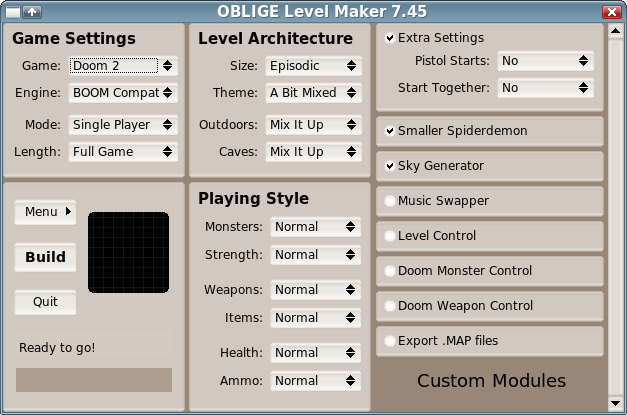 OBLIGE Level Maker 7.45
Game Settings
Game: Doom 2
Engine: BOOM Compat
Mode: Single Player
Length: Full Game
Menu
Build
Quit
Ready to go!
Level Architecture
Size: Episodic
Theme: A Bit Mixed
Outdoors: Mix It Up
Caves: Mix It Up
Playing Style
Monsters: Normal
Strength: Normal
Weapons: Normal
Items: Normal
Health: Normal
Ammo: Normal
Extra Settings
Pistol Starts: No
Start Together: No
Smaller Spiderdemon
Sky Generator
Music Swapper
Level Control
Doom Monster Control
Doom Weapon Control
Export .MAP files
Custom Modules